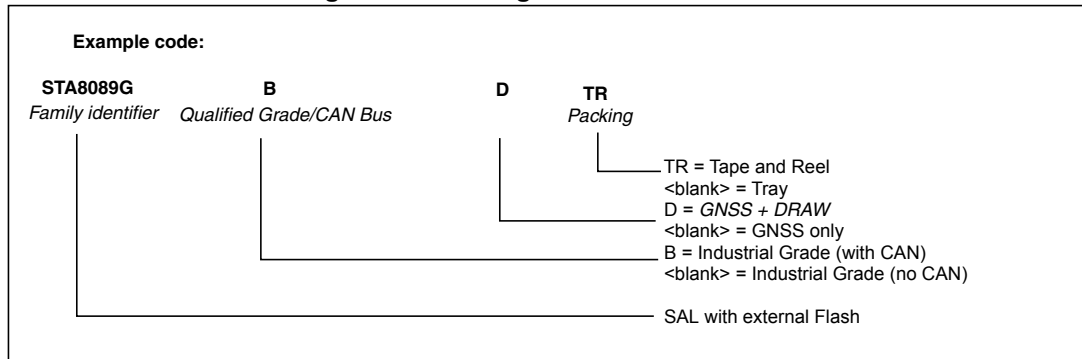 Example code:
STA8089G B D TR
Family identifier Qualified Grade/CAN Bus Packing
TR = Tape and Reel
<blank> = Tray
D = GNSS + DRAW
<blank> = GNSS only
B = Industrial Grade (with CAN)
<blank> = Industrial Grade (no CAN)
SAL with external Flash